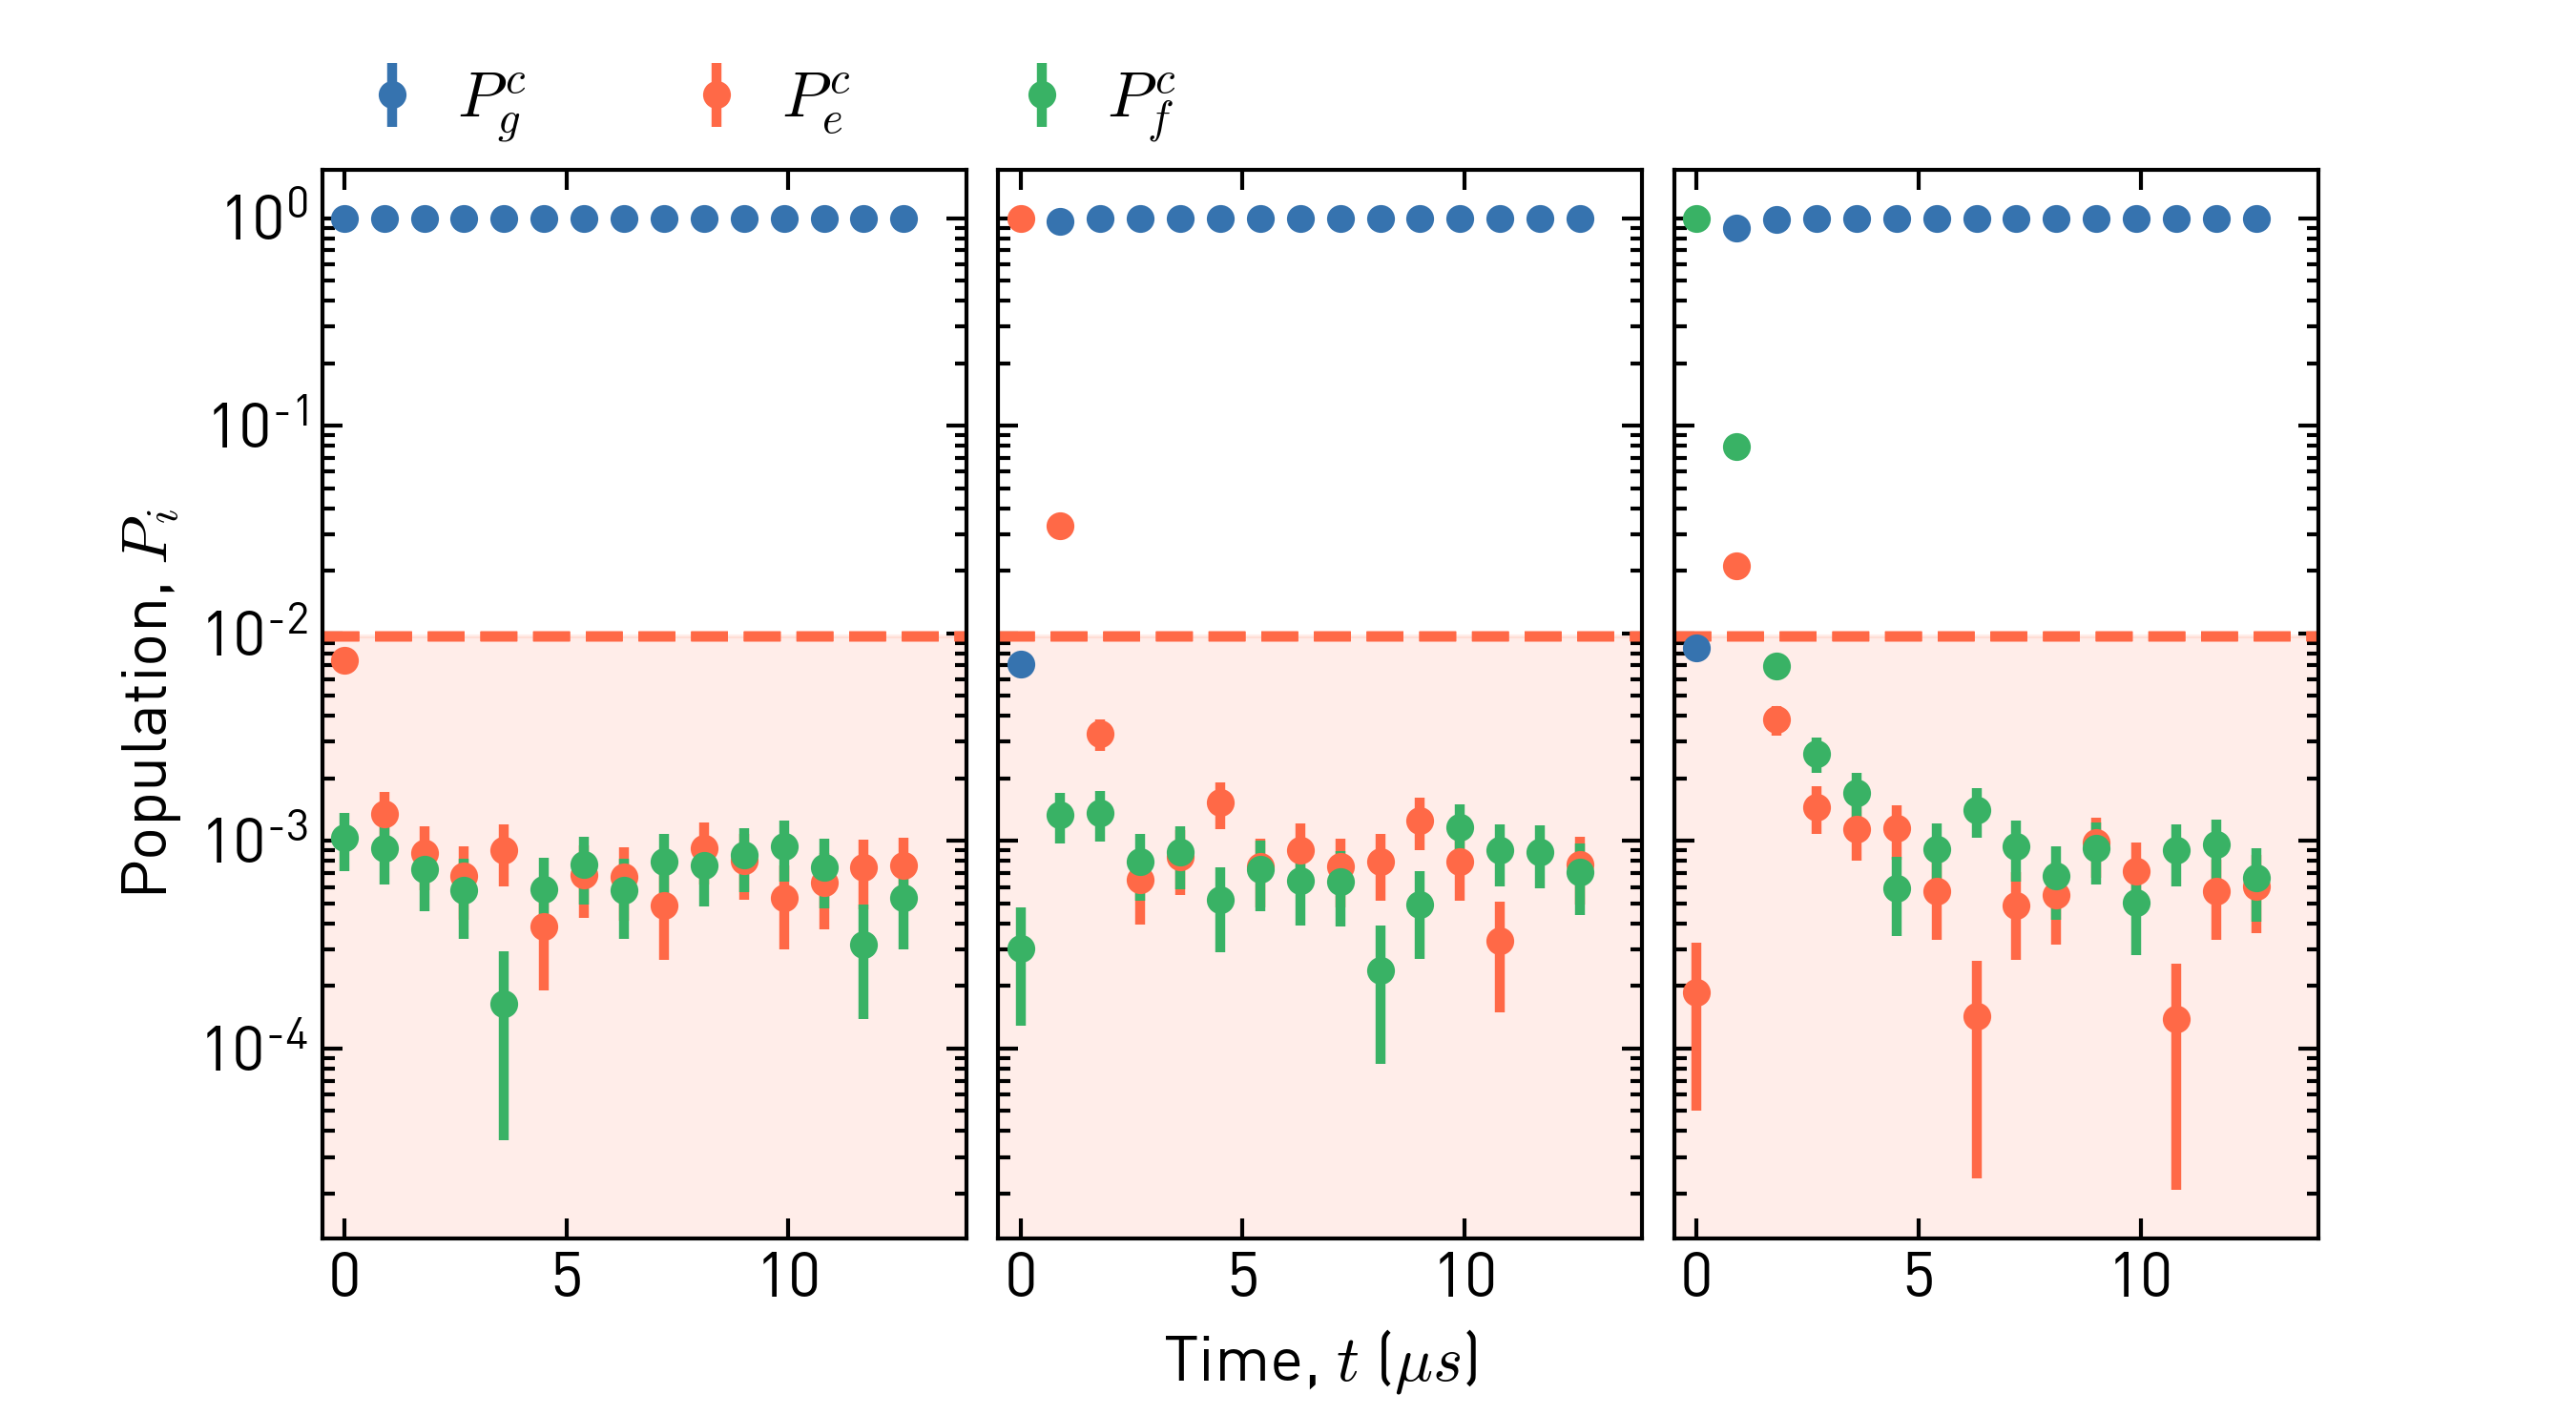 P_g^c P_e^c P_f^c
Population, P_i
10^0
10^-1
10^-2
10^-3
10^-4
0 5 10 0 5 10 0 5 10
Time, t (μs)